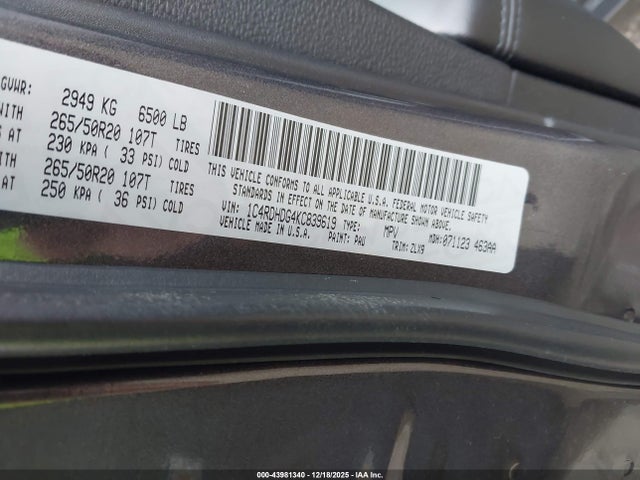 GVWR: 2949 KG 6500 LB
WITH 265/50R20 107T TIRES
AT 230 KPA ( 33 PSI) COLD
WITH 265/50R20 107T TIRES
AT 250 KPA ( 36 PSI) COLD
THIS VEHICLE CONFORMS TO ALL APPLICABLE U.S.A. FEDERAL MOTOR VEHICLE SAFETY
STANDARDS IN EFFECT ON THE DATE OF MANUFACTURE SHOWN ABOVE.
VIN: 1C4RDHDG4KC839619 TYPE: MPV MDH: 071123 463AA
VEHICLE MADE IN U.S.A. PAINT: PAU TRIM: ZLX9
000-43981340 - 12/18/2025 - IAA Inc.